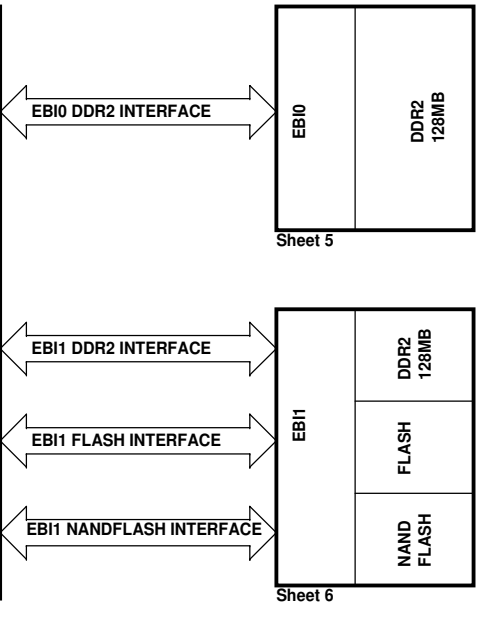 EBI0 DDR2 INTERFACE
EBI0
DDR2
128MB
Sheet 5
EBI1 DDR2 INTERFACE
EBI1 FLASH INTERFACE
EBI1 NANDFLASH INTERFACE
EBI1
DDR2
128MB
FLASH
NAND
FLASH
Sheet 6